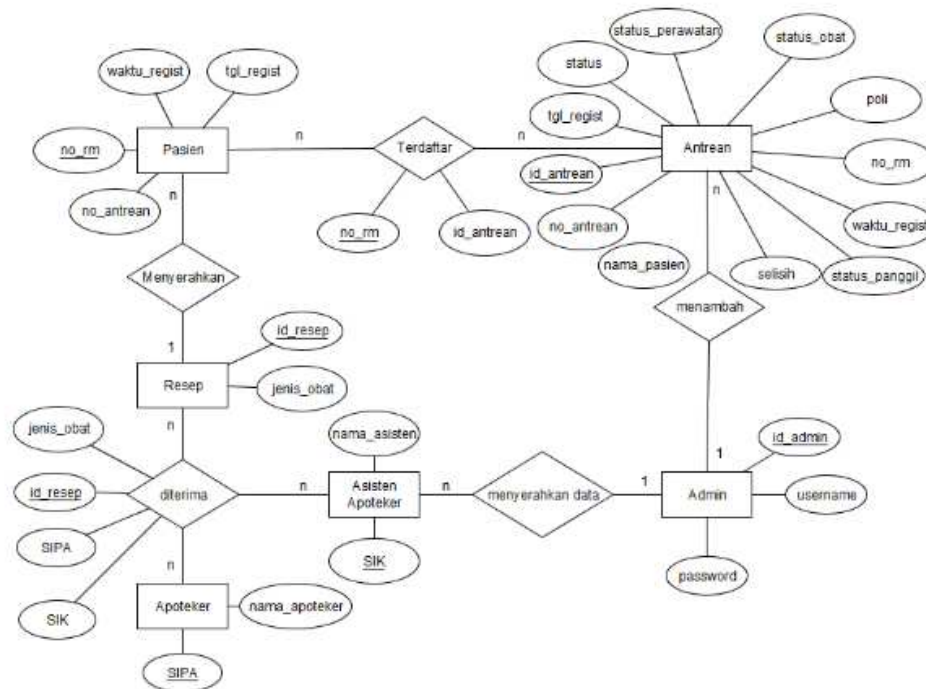 status_perawatan
status_obat
waktu_regist
tgl_regist
status
poli
tgl_regist
n
n
no_rm
Pasien
Terdaftar
Antrean
no_rm
id_antrean
n
n
no_antrean
no_rm
id_antrean
no_antrean
waktu_regist
nama_pasien
selisih
status_panggil
Menyerahkan
menambah
id_resep
1
Resep
jenis_obat
n
jenis_obat
nama_asisten
id_admin
1
id_resep
diterima
n
Asisten
Apoteker
n
menyerahkan data
1
Admin
username
SIPA
SIK
password
n
SIK
Apoteker
nama_apoteker
SIPA